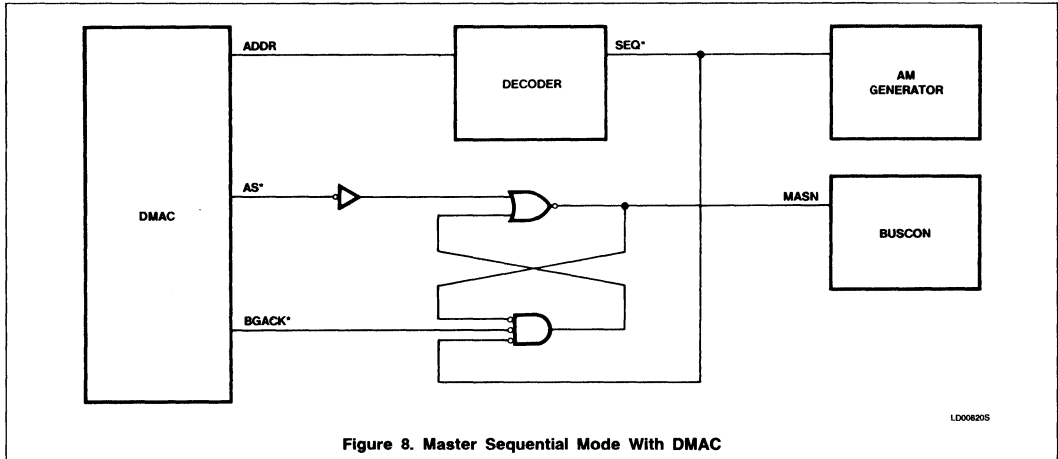 ADDR
SEQ*
DECODER
AM
GENERATOR
AS*
MASN
DMAC
BUSCON
BGACK*
LD00820S
Figure 8. Master Sequential Mode With DMAC